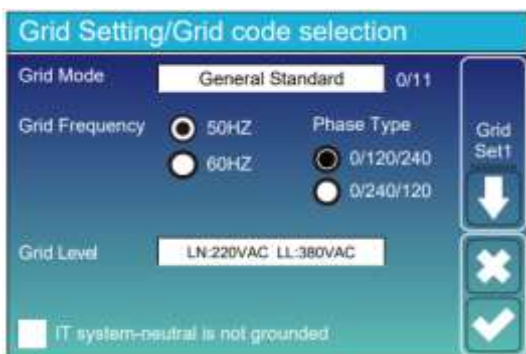 Grid Setting/Grid code selection
Grid Mode General Standard 0/11
Grid Frequency 50HZ Phase Type
60HZ 0/120/240
0/240/120
Grid Set1
Grid Level LN:220VAC LL:380VAC
IT system-neutral is not grounded